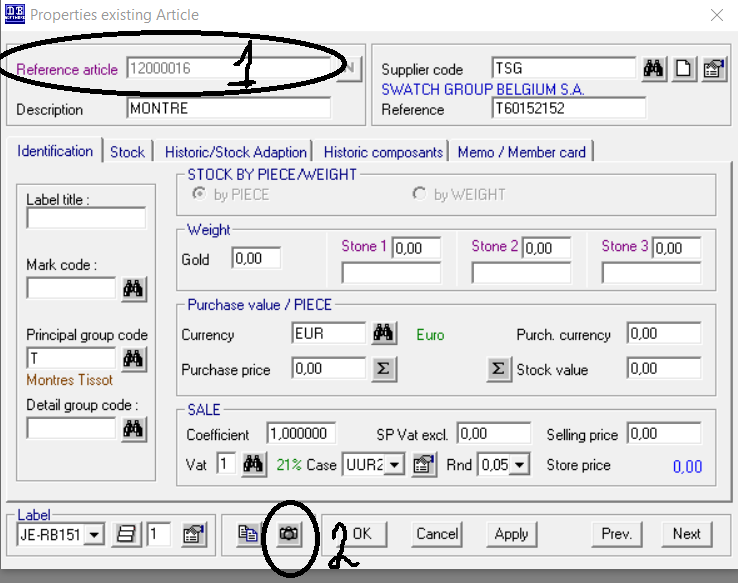 DB SOFTWARE Properties existing Article
1
Reference article 12000016 N
Supplier code TSG
SWATCH GROUP BELGIUM S.A.
Description MONTRE
Reference T60152152
Identification Stock Historic/Stock Adaption Historic composants Memo / Member card
STOCK BY PIECE/WEIGHT
by PIECE by WEIGHT
Label title :
Weight
Gold 0,00 Stone 1 0,00 Stone 2 0,00 Stone 3 0,00
Mark code :
Purchase value / PIECE
Principal group code
T
Montres Tissot
Currency EUR Euro Purch. currency 0,00
Purchase price 0,00 Σ Σ Stock value 0,00
Detail group code :
SALE
Coefficient 1,000000 SP Vat excl. 0,00 Selling price 0,00
Vat 1 21% Case UUR2 Rnd 0,05 Store price 0,00
Label
JE-RB151 1 2 OK Cancel Apply Prev. Next